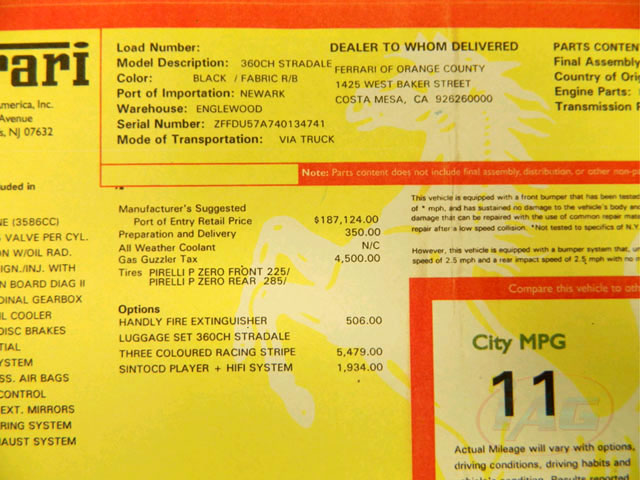 rari
Load Number:
Model Description: 360CH STRADALE
Color: BLACK / FABRIC R/B
Port of Importation: NEWARK
Warehouse: ENGLEWOOD
Serial Number: ZFFDU57A740134741
Mode of Transportation: VIA TRUCK
DEALER TO WHOM DELIVERED
FERRARI OF ORANGE COUNTY
1425 WEST BAKER STREET
COSTA MESA, CA 926260000
PARTS CONTEN
Final Assembly
Country of Orig
Engine Parts:
Transmission
merica, Inc.
Avenue
s, NJ 07632
Note: Parts content does not include final assembly, distribution, or other non-pa
uded in
NE (3586CC)
VALVE PER CYL.
ON W/OIL RAD.
IGN./INJ. WITH
N BOARD DIAG II
DINAL GEARBOX
IL COOLER
DISC BRAKES
TIAL
YSTEM
SS. AIR BAGS
CONTROL
EXT. MIRRORS
RING SYSTEM
HAUST SYSTEM
Manufacturer's Suggested
Port of Entry Retail Price $187,124.00
Preparation and Delivery 350.00
All Weather Coolant N/C
Gas Guzzler Tax 4,500.00
Tires PIRELLI P ZERO FRONT 225/
PIRELLI P ZERO REAR 285/
Options
HANDLY FIRE EXTINGUISHER 506.00
LUGGAGE SET 360CH STRADALE
THREE COLOURED RACING STRIPE 5,479.00
SINTOCD PLAYER + HIFI SYSTEM 1,934.00
This vehicle is equipped with a front bumper that has been tested
of * mph, and has sustained no damage to the vehicle's body and
damage that can be repaired with the use of common repair mate
repair after a low speed collision. *Not tested as specific of N.Y.
However, this vehicle is equipped with a bumper system that, un
speed of 2.5 mph and a rear impact speed of 2.5 mph with no m
Compare this vehicle to oth
City MPG
11
IAG
Actual Mileage will vary with options,
driving conditions, driving habits and
vehicle's condition. Results reported